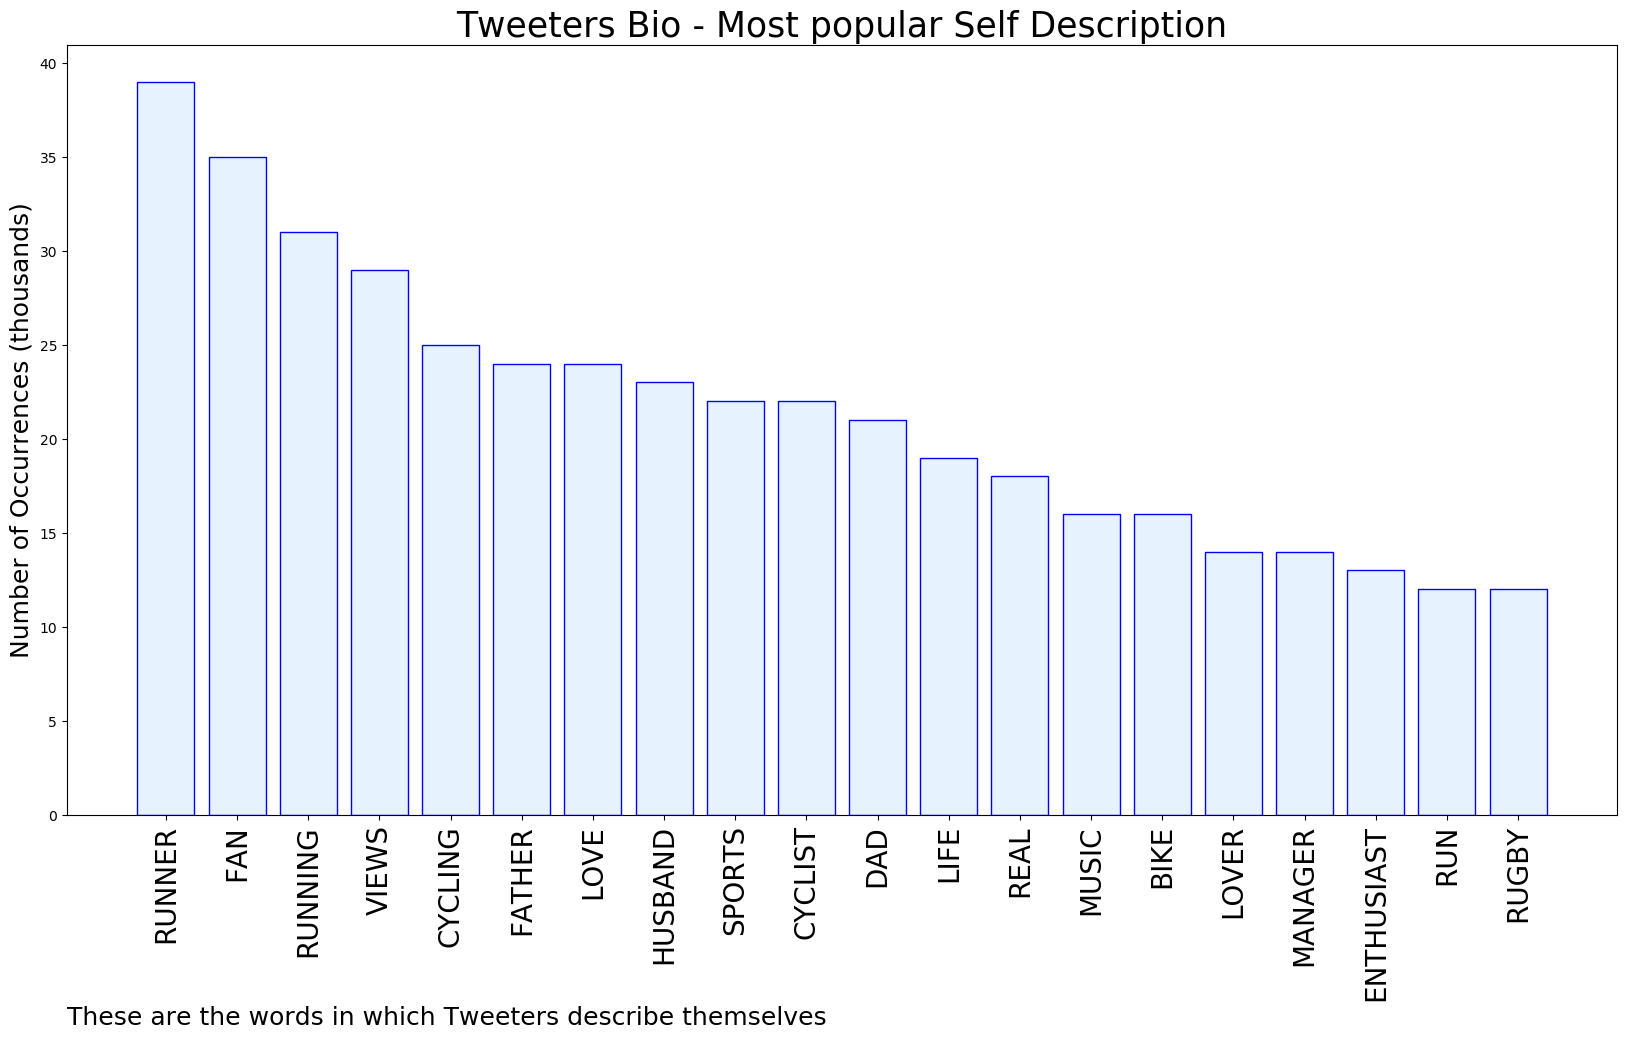 Tweeters Bio - Most popular Self Description
Number of Occurrences (thousands)
40
35
30
25
20
15
10
5
0
RUNNER
FAN
RUNNING
VIEWS
CYCLING
FATHER
LOVE
HUSBAND
SPORTS
CYCLIST
DAD
LIFE
REAL
MUSIC
BIKE
LOVER
MANAGER
ENTHUSIAST
RUN
RUGBY
These are the words in which Tweeters describe themselves